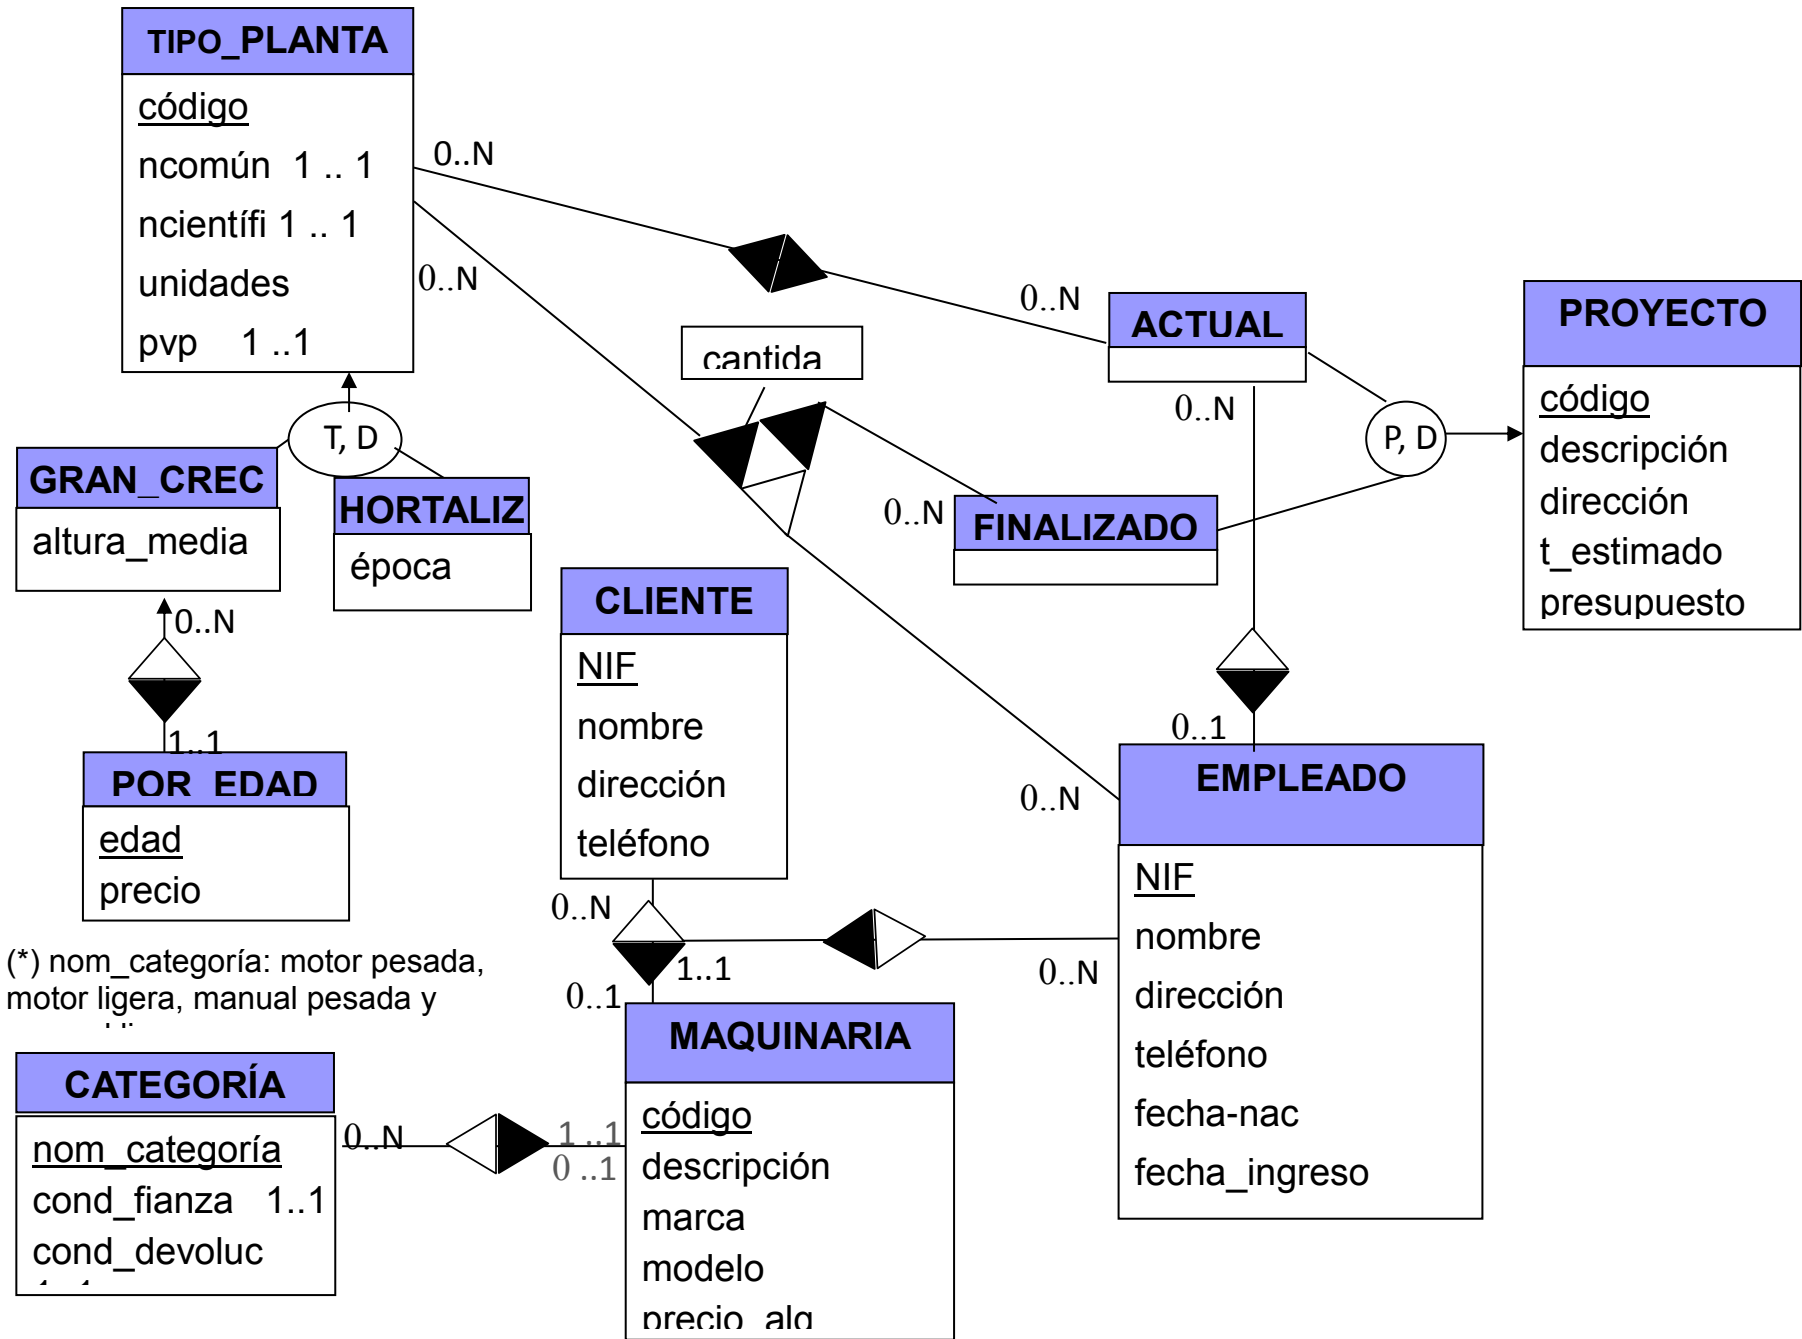 TIPO_PLANTA
código
ncomún 1 .. 1
ncientífi 1 .. 1
unidades
pvp 1 ..1
0..N
0..N
T, D
GRAN_CREC
altura_media
HORTALIZ
época
0..N
1..1
POR_EDAD
edad
precio
cantida
0..N
ACTUAL
0..N
P, D
PROYECTO
código
descripción
dirección
t_estimado
presupuesto
0..N
FINALIZADO
CLIENTE
NIF
nombre
dirección
teléfono
0..N
0..1
1..1
0..N
0..1
0..N
EMPLEADO
NIF
nombre
dirección
teléfono
fecha-nac
fecha_ingreso
(*) nom_categoría: motor pesada,
motor ligera, manual pesada y
CATEGORÍA
nom_categoría
cond_fianza 1..1
cond_devoluc
0..N
1 ..1
0 ..1
MAQUINARIA
código
descripción
marca
modelo
precio_alq